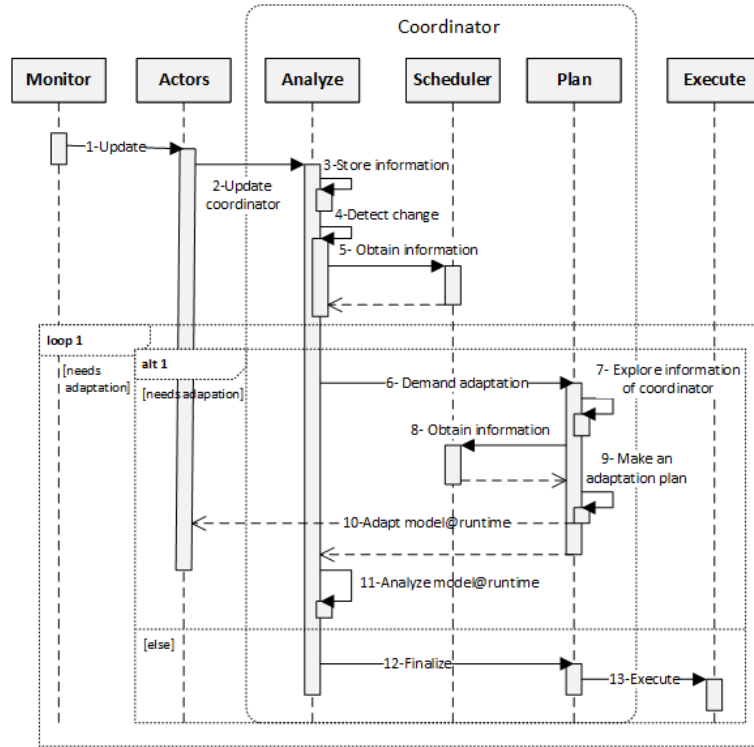 Coordinator
Monitor
Actors
Analyze
Scheduler
Plan
Execute
1-Update
2-Update
coordinator
3-Store information
4-Detect change
5- Obtain information
loop 1
[needs
adaptation]
alt 1
[needs adapation]
6- Demand adaptation
7- Explore information
of coordinator
8- Obtain information
9- Make an
adaptation plan
10-Adapt model@runtime
11-Analyze model@runtime
[else]
12-Finalize
13-Execute